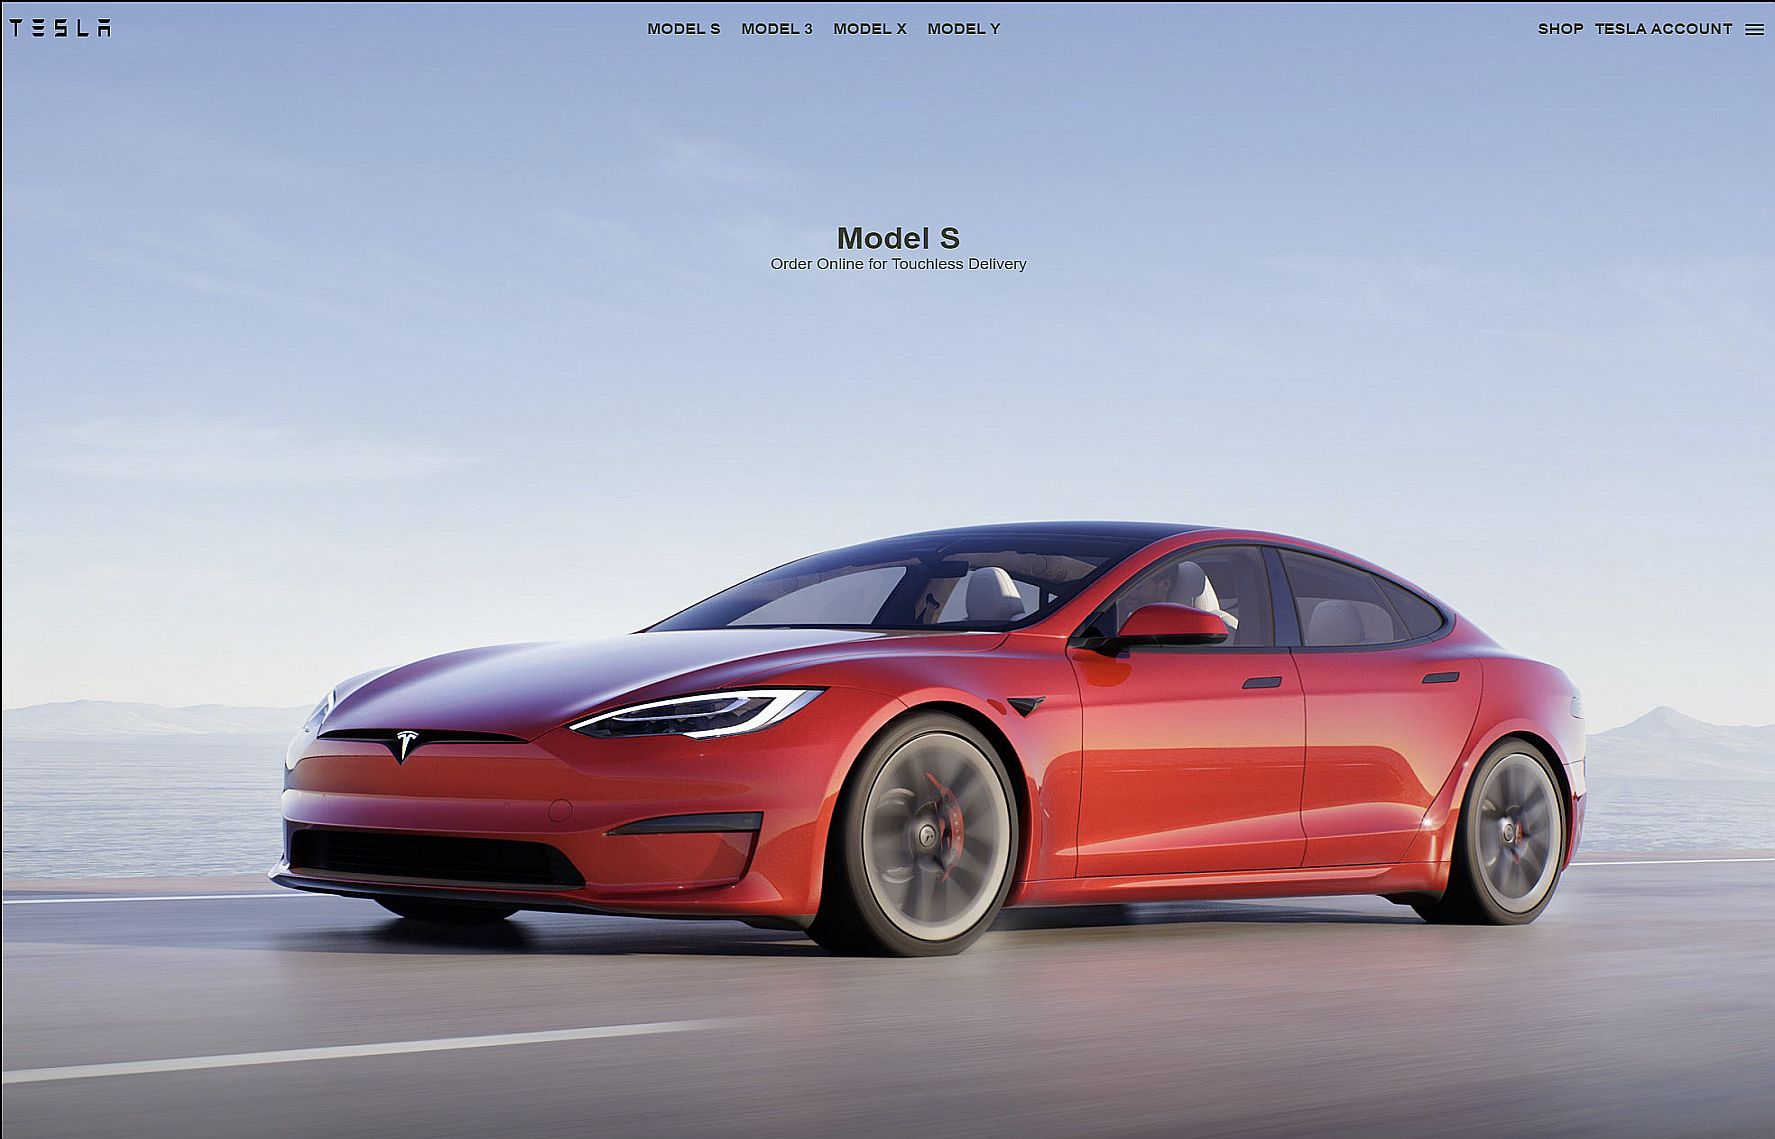 TESLA MODEL S MODEL 3 MODEL X MODEL Y SHOP TESLA ACCOUNT
Model S
Order Online for Touchless Delivery